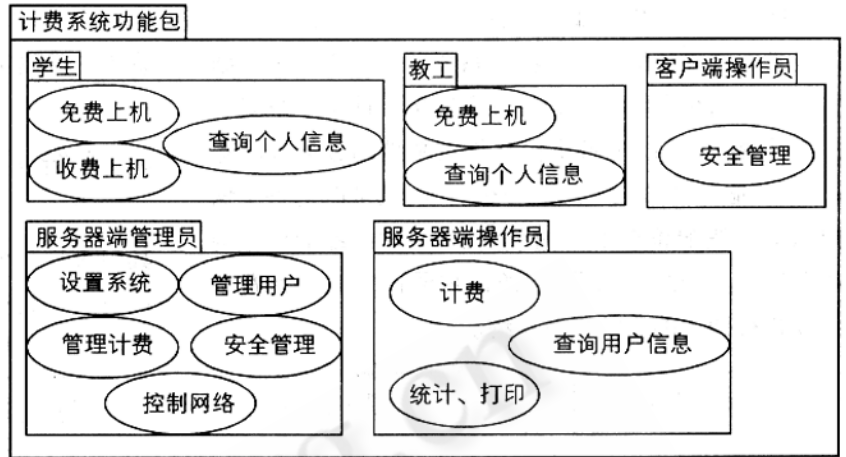 计费系统功能包
学生
免费上机
查询个人信息
收费上机
教工
免费上机
查询个人信息
客户端操作员
安全管理
服务器端管理员
设置系统
管理用户
管理计费
安全管理
控制网络
服务器端操作员
计费
查询用户信息
统计、打印